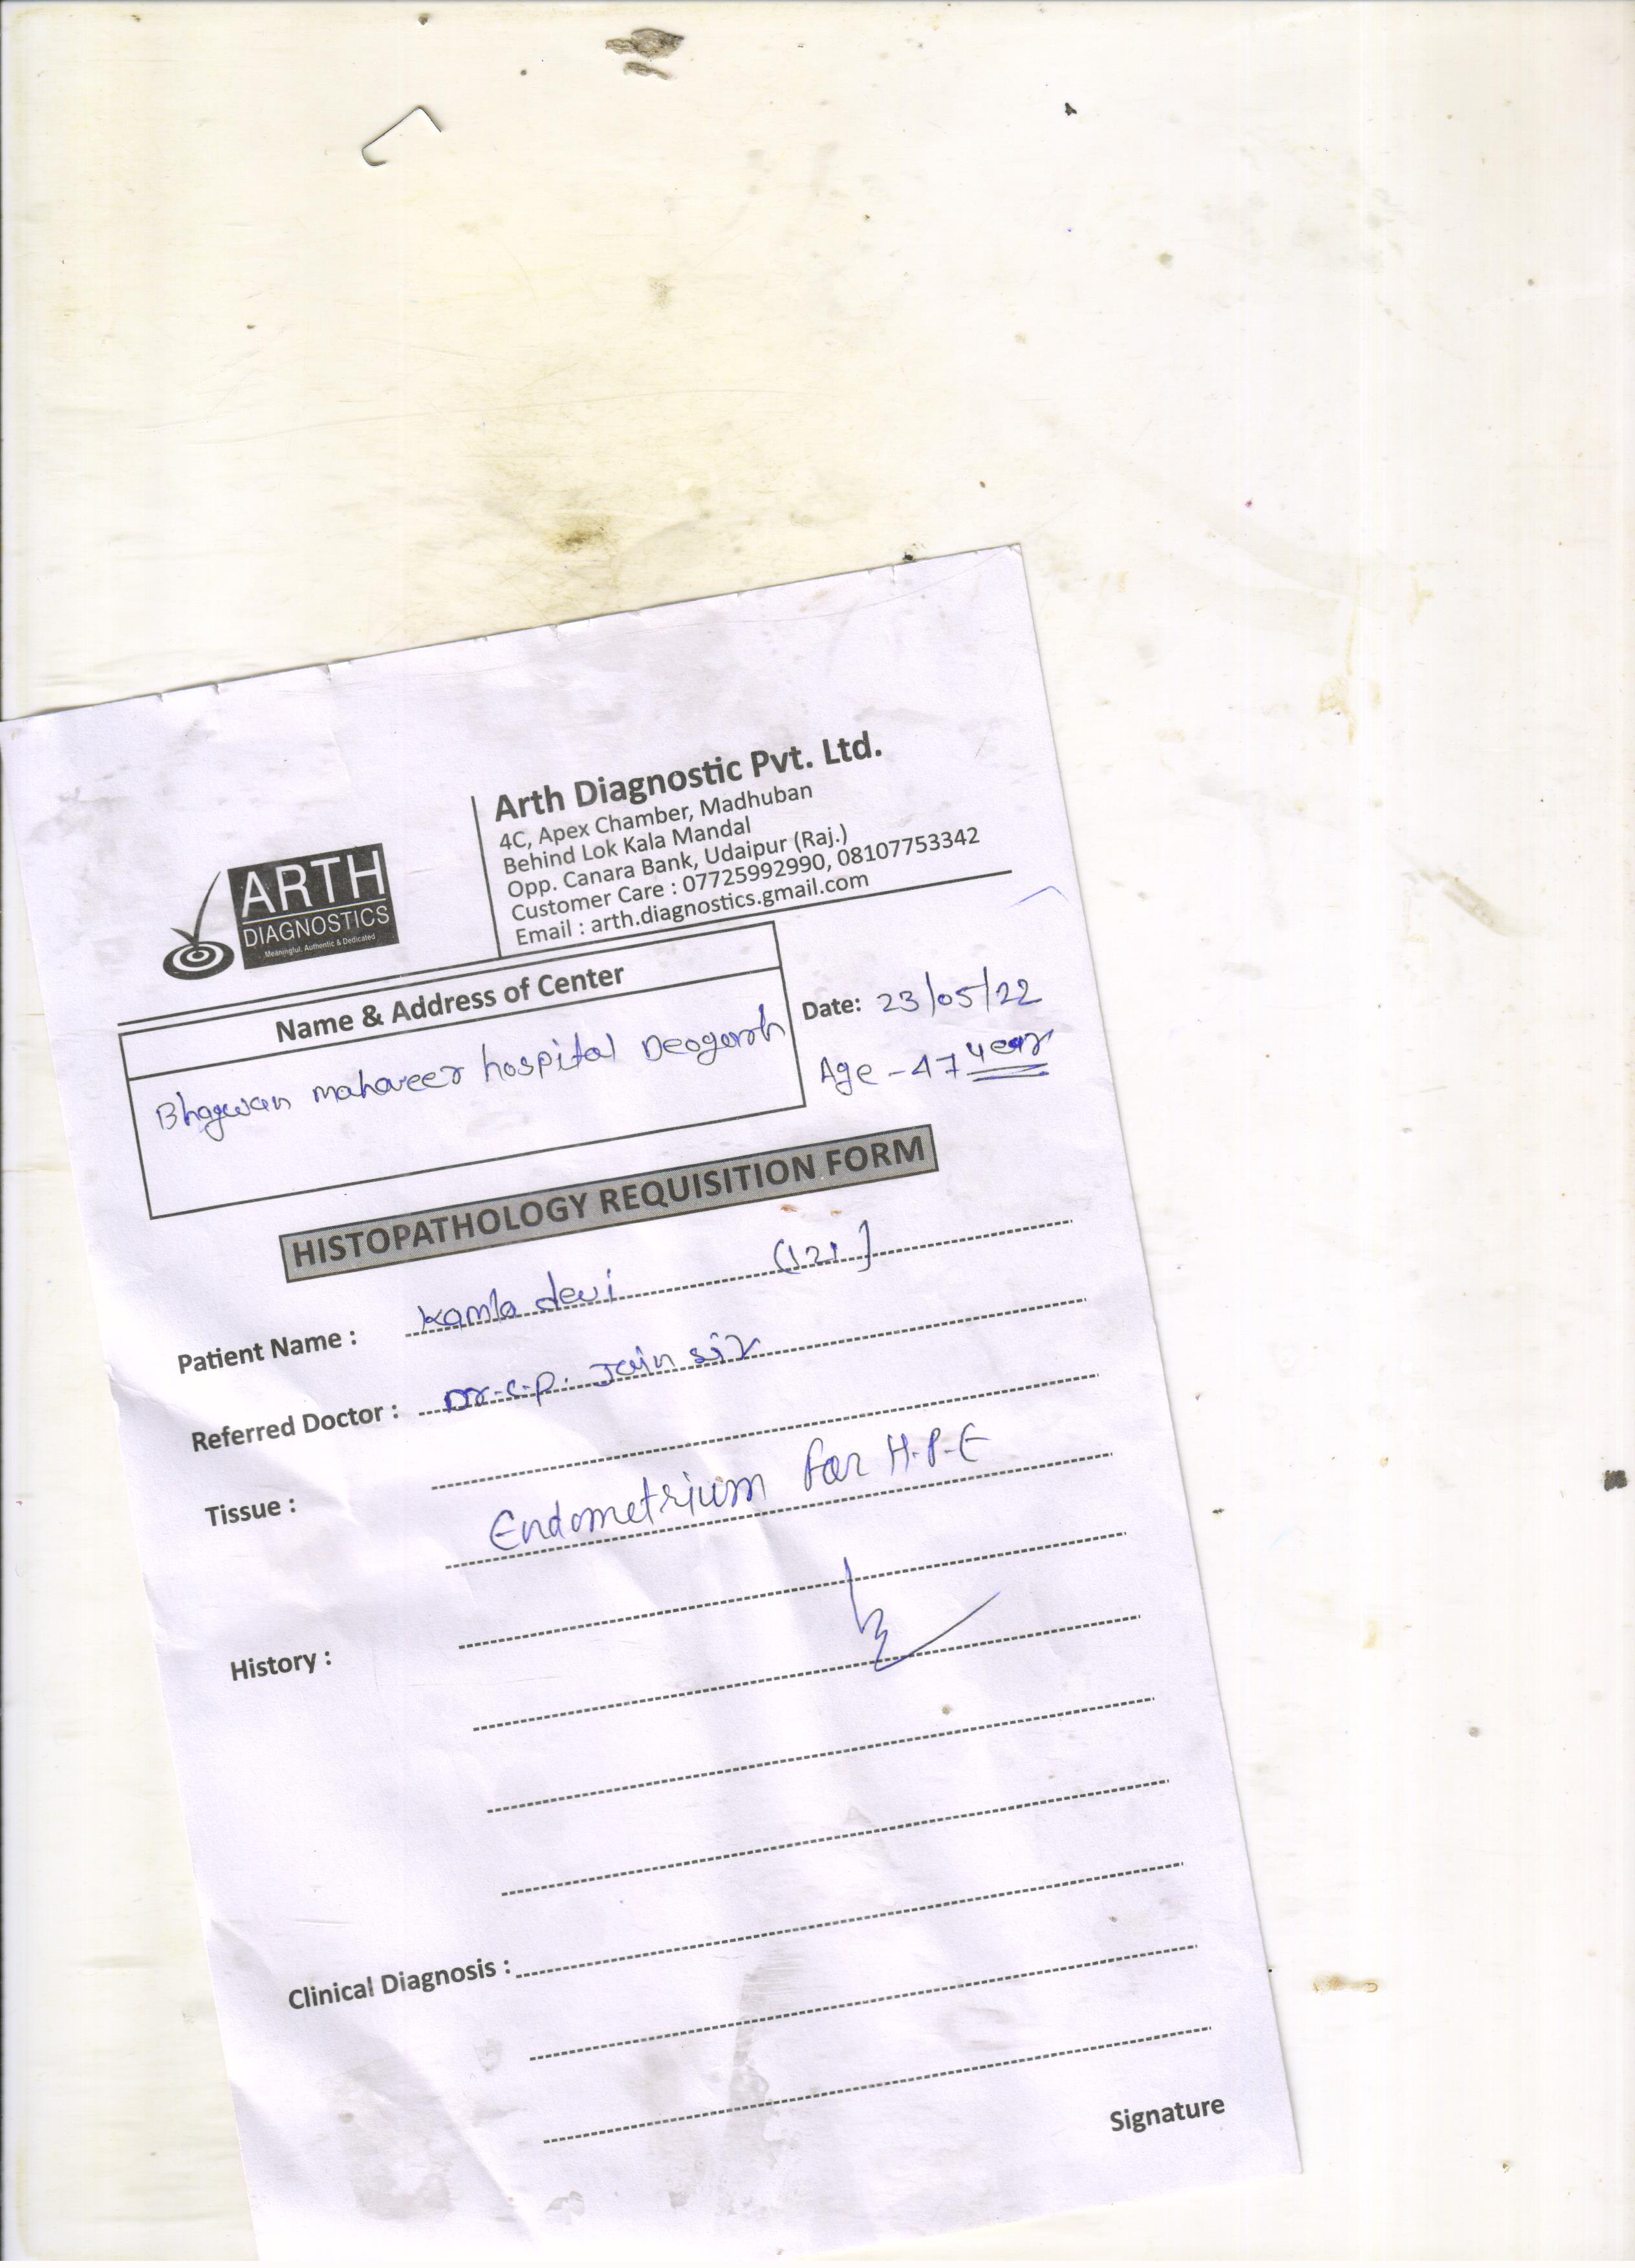 Arth Diagnostic Pvt. Ltd.
4C, Apex Chamber, Madhuban
Behind Lok Kala Mandal
Opp. Canara Bank, Udaipur (Raj.)
Customer Care : 07725992990, 08107753342
Email : arth.diagnostics.gmail.com
ARTH
DIAGNOSTICS
Meaningful, Authentic & Dedicated
Name & Address of Center
Bhagwan mahaveer hospital Deogarh
Date: 23/05/22
Age - 47 year
HISTOPATHOLOGY REQUISITION FORM
Patient Name : Kamla devi (121]
Referred Doctor : Dr. S.P. Jain sir
Tissue :
Endometrium for H.P.E
History :
Clinical Diagnosis :
Signature